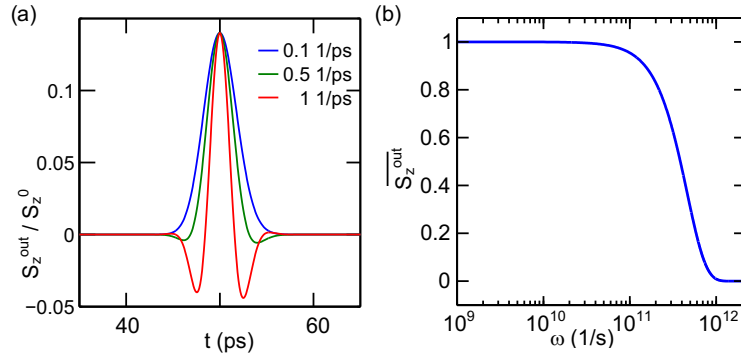 (a)
S_z^out / S_z^0
0.1
0.05
0
−0.05
0.1 1/ps
0.5 1/ps
1 1/ps
40
60
t (ps)
(b)
S_z^out
1
0.8
0.6
0.4
0.2
0
10^9
10^10
10^11
10^12
ω (1/s)